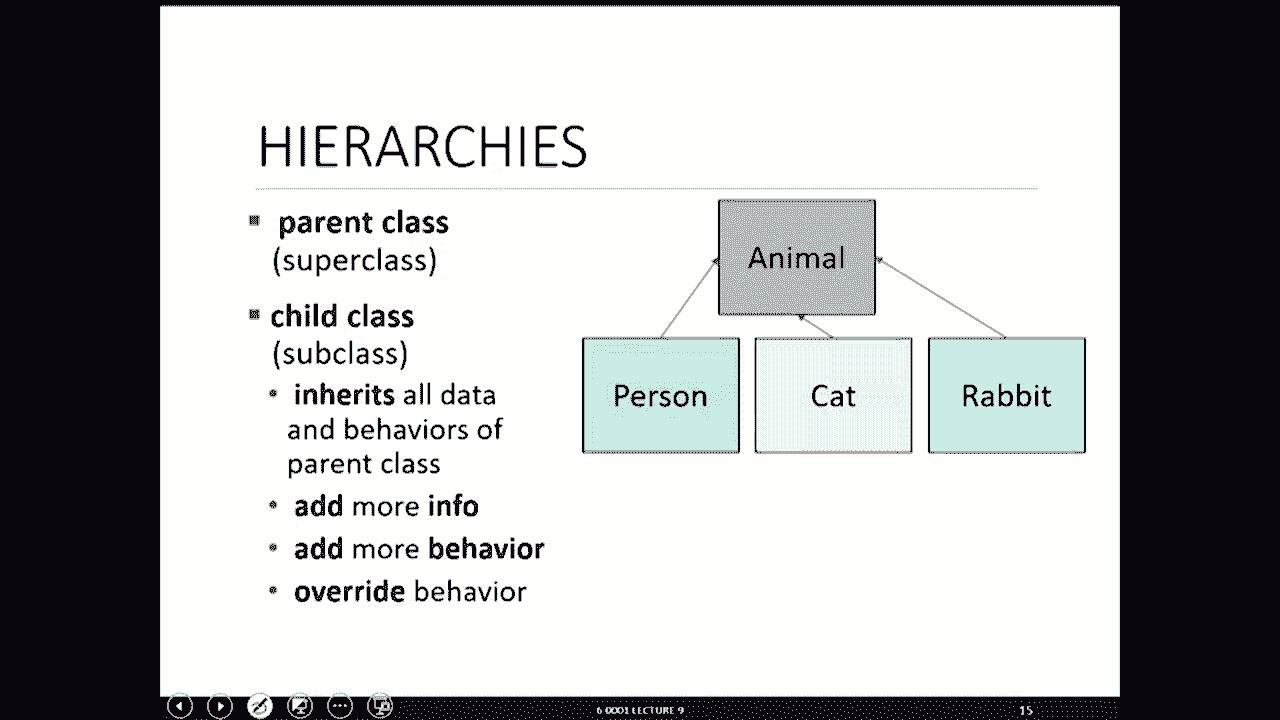 HIERARCHIES
parent class
(superclass)
child class
(subclass)
• inherits all data
and behaviors of
parent class
• add more info
• add more behavior
• override behavior
Animal
Person
Cat
Rabbit
6.0001 LECTURE 9
15